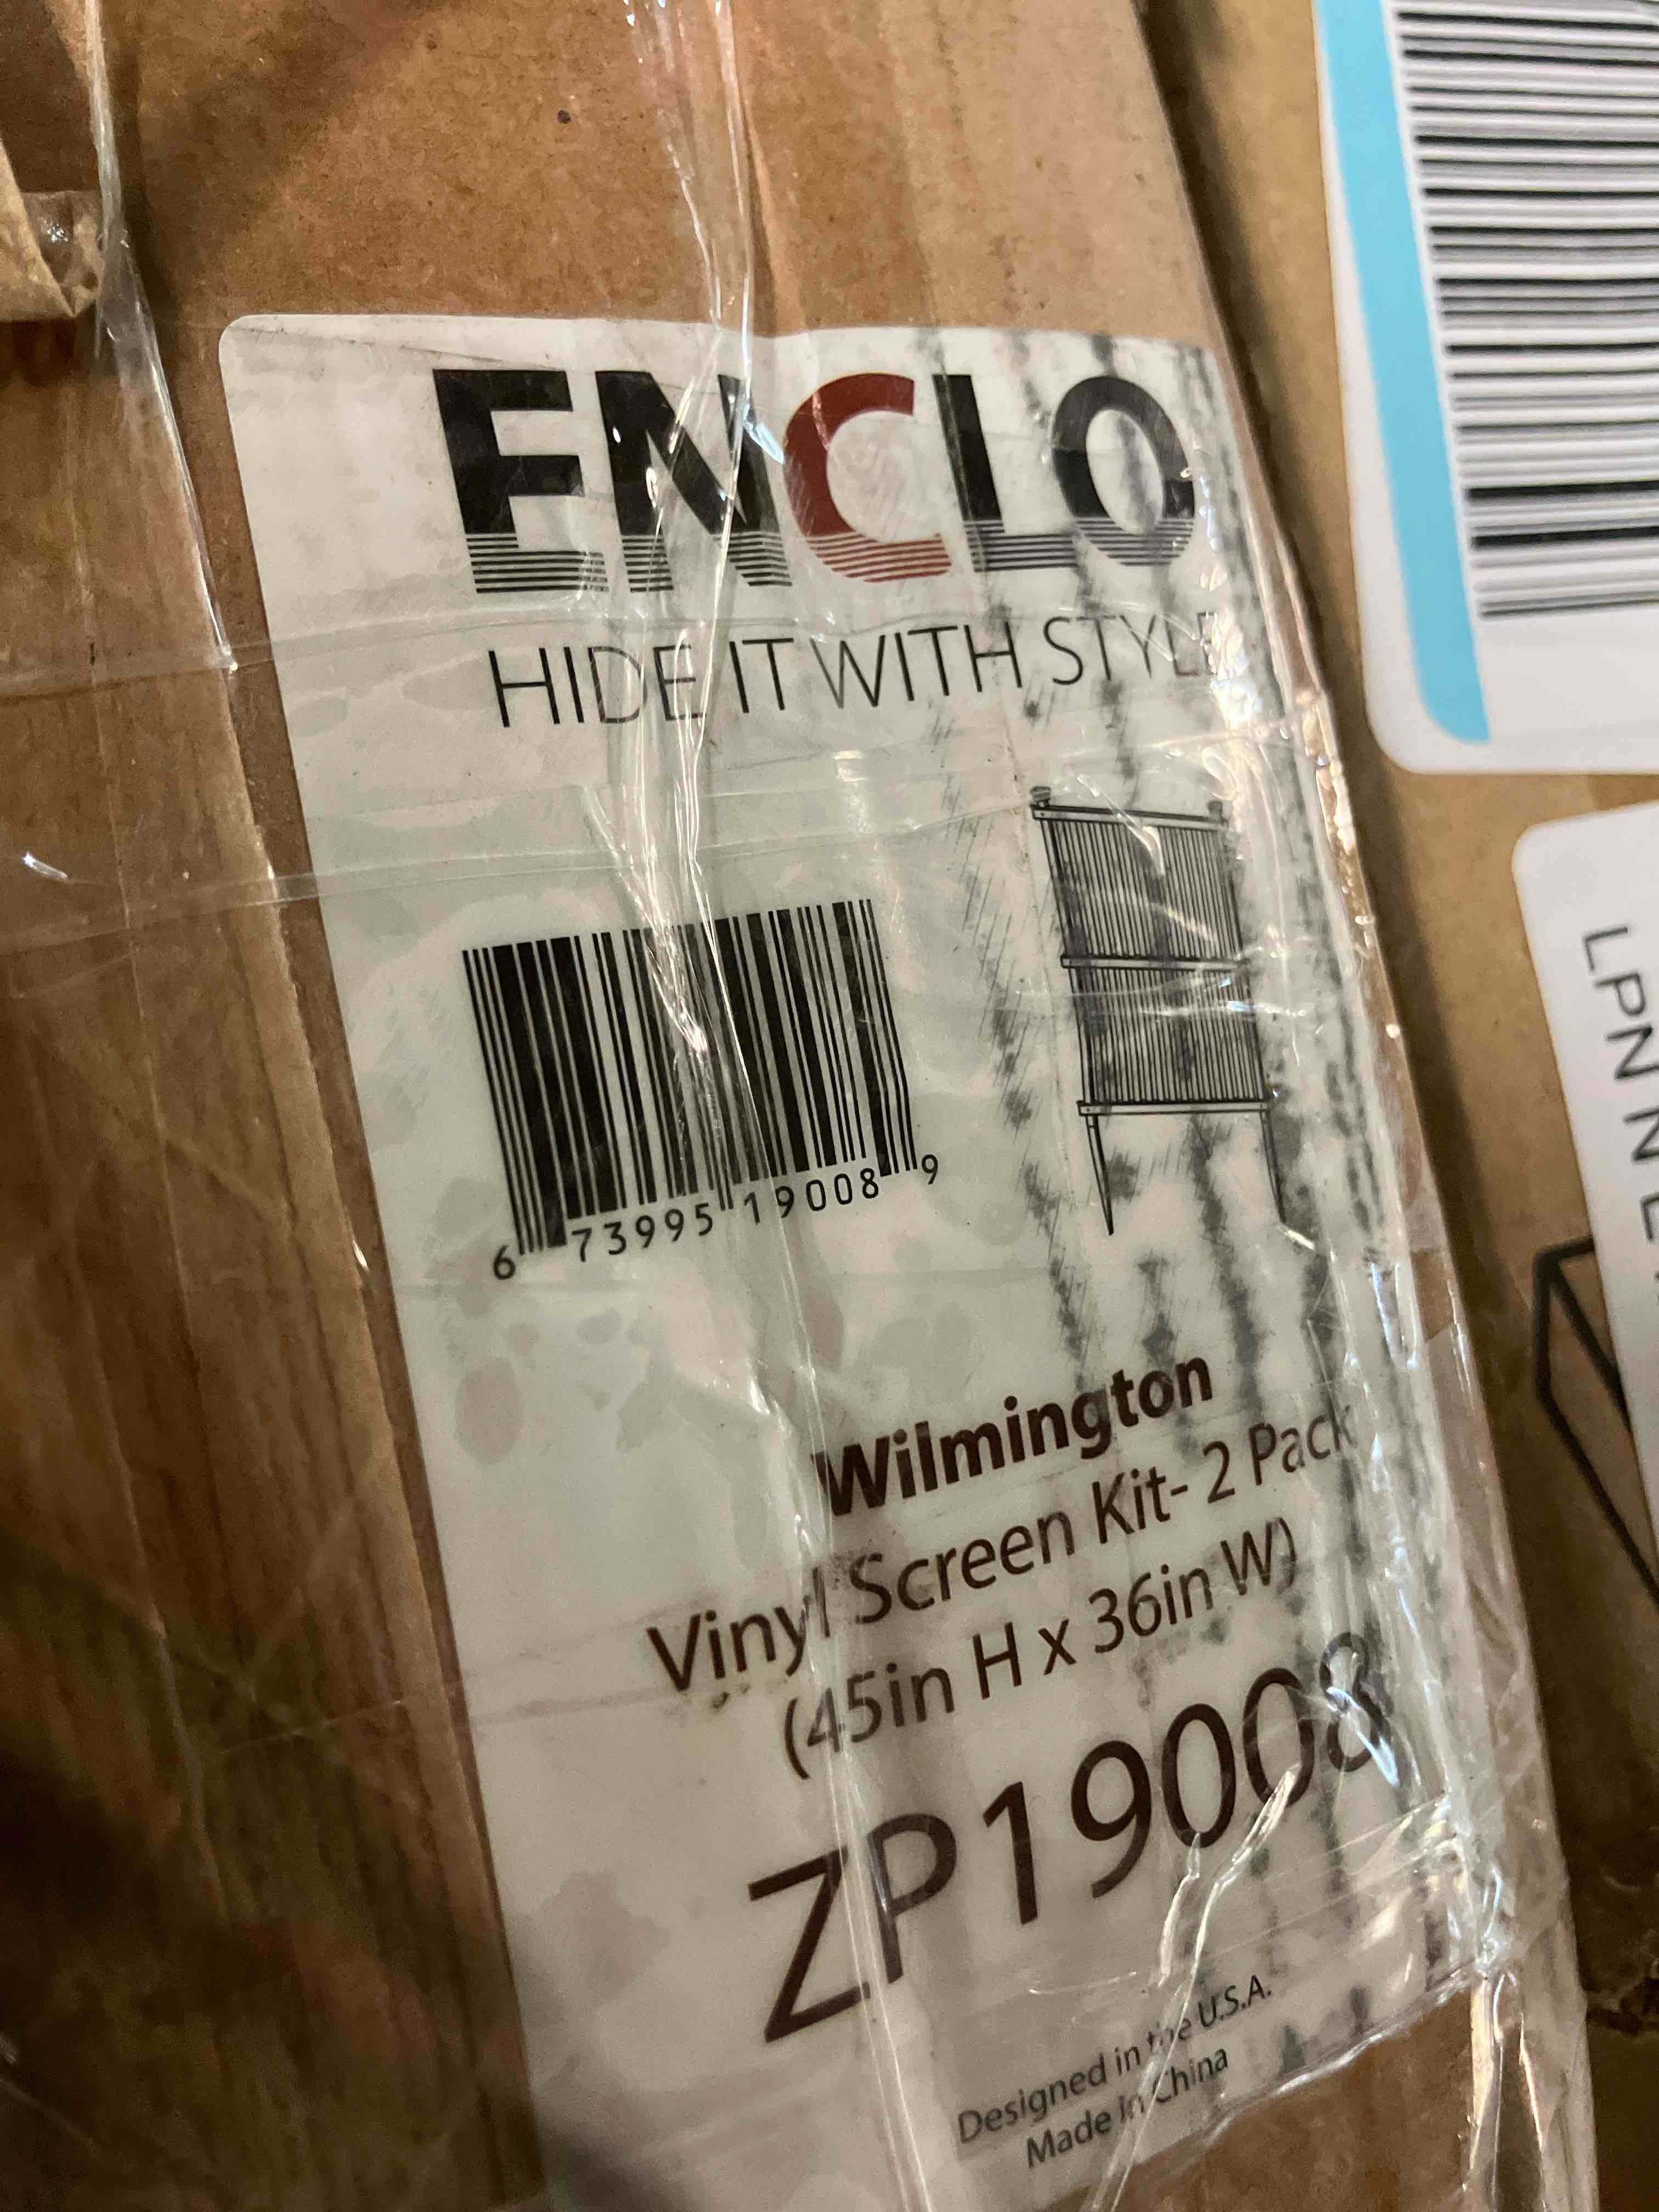 ENCLO
HIDE IT WITH STYLE
6 73995 19008 9
Wilmington
Vinyl Screen Kit- 2 Pack
(45in H x 36in W)
ZP19008
Designed in the U.S.A.
Made in China
LPN N